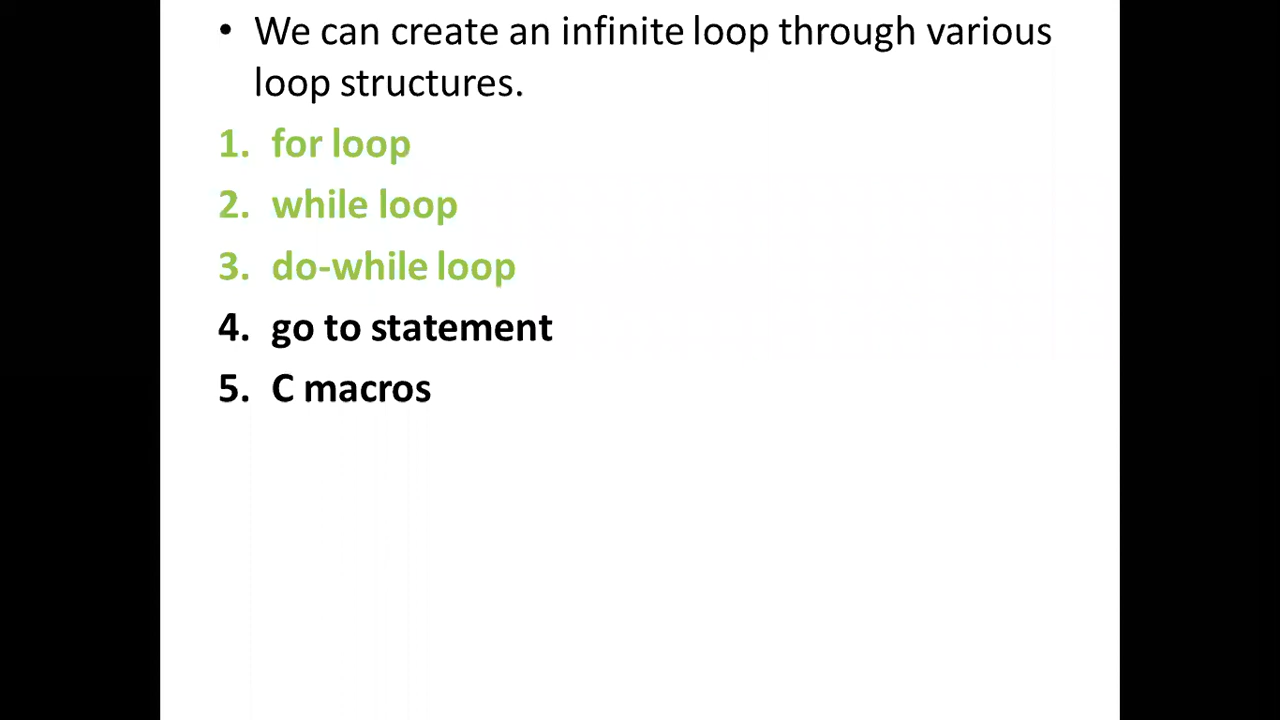 • We can create an infinite loop through various
loop structures.
1. for loop
2. while loop
3. do-while loop
4. go to statement
5. C macros